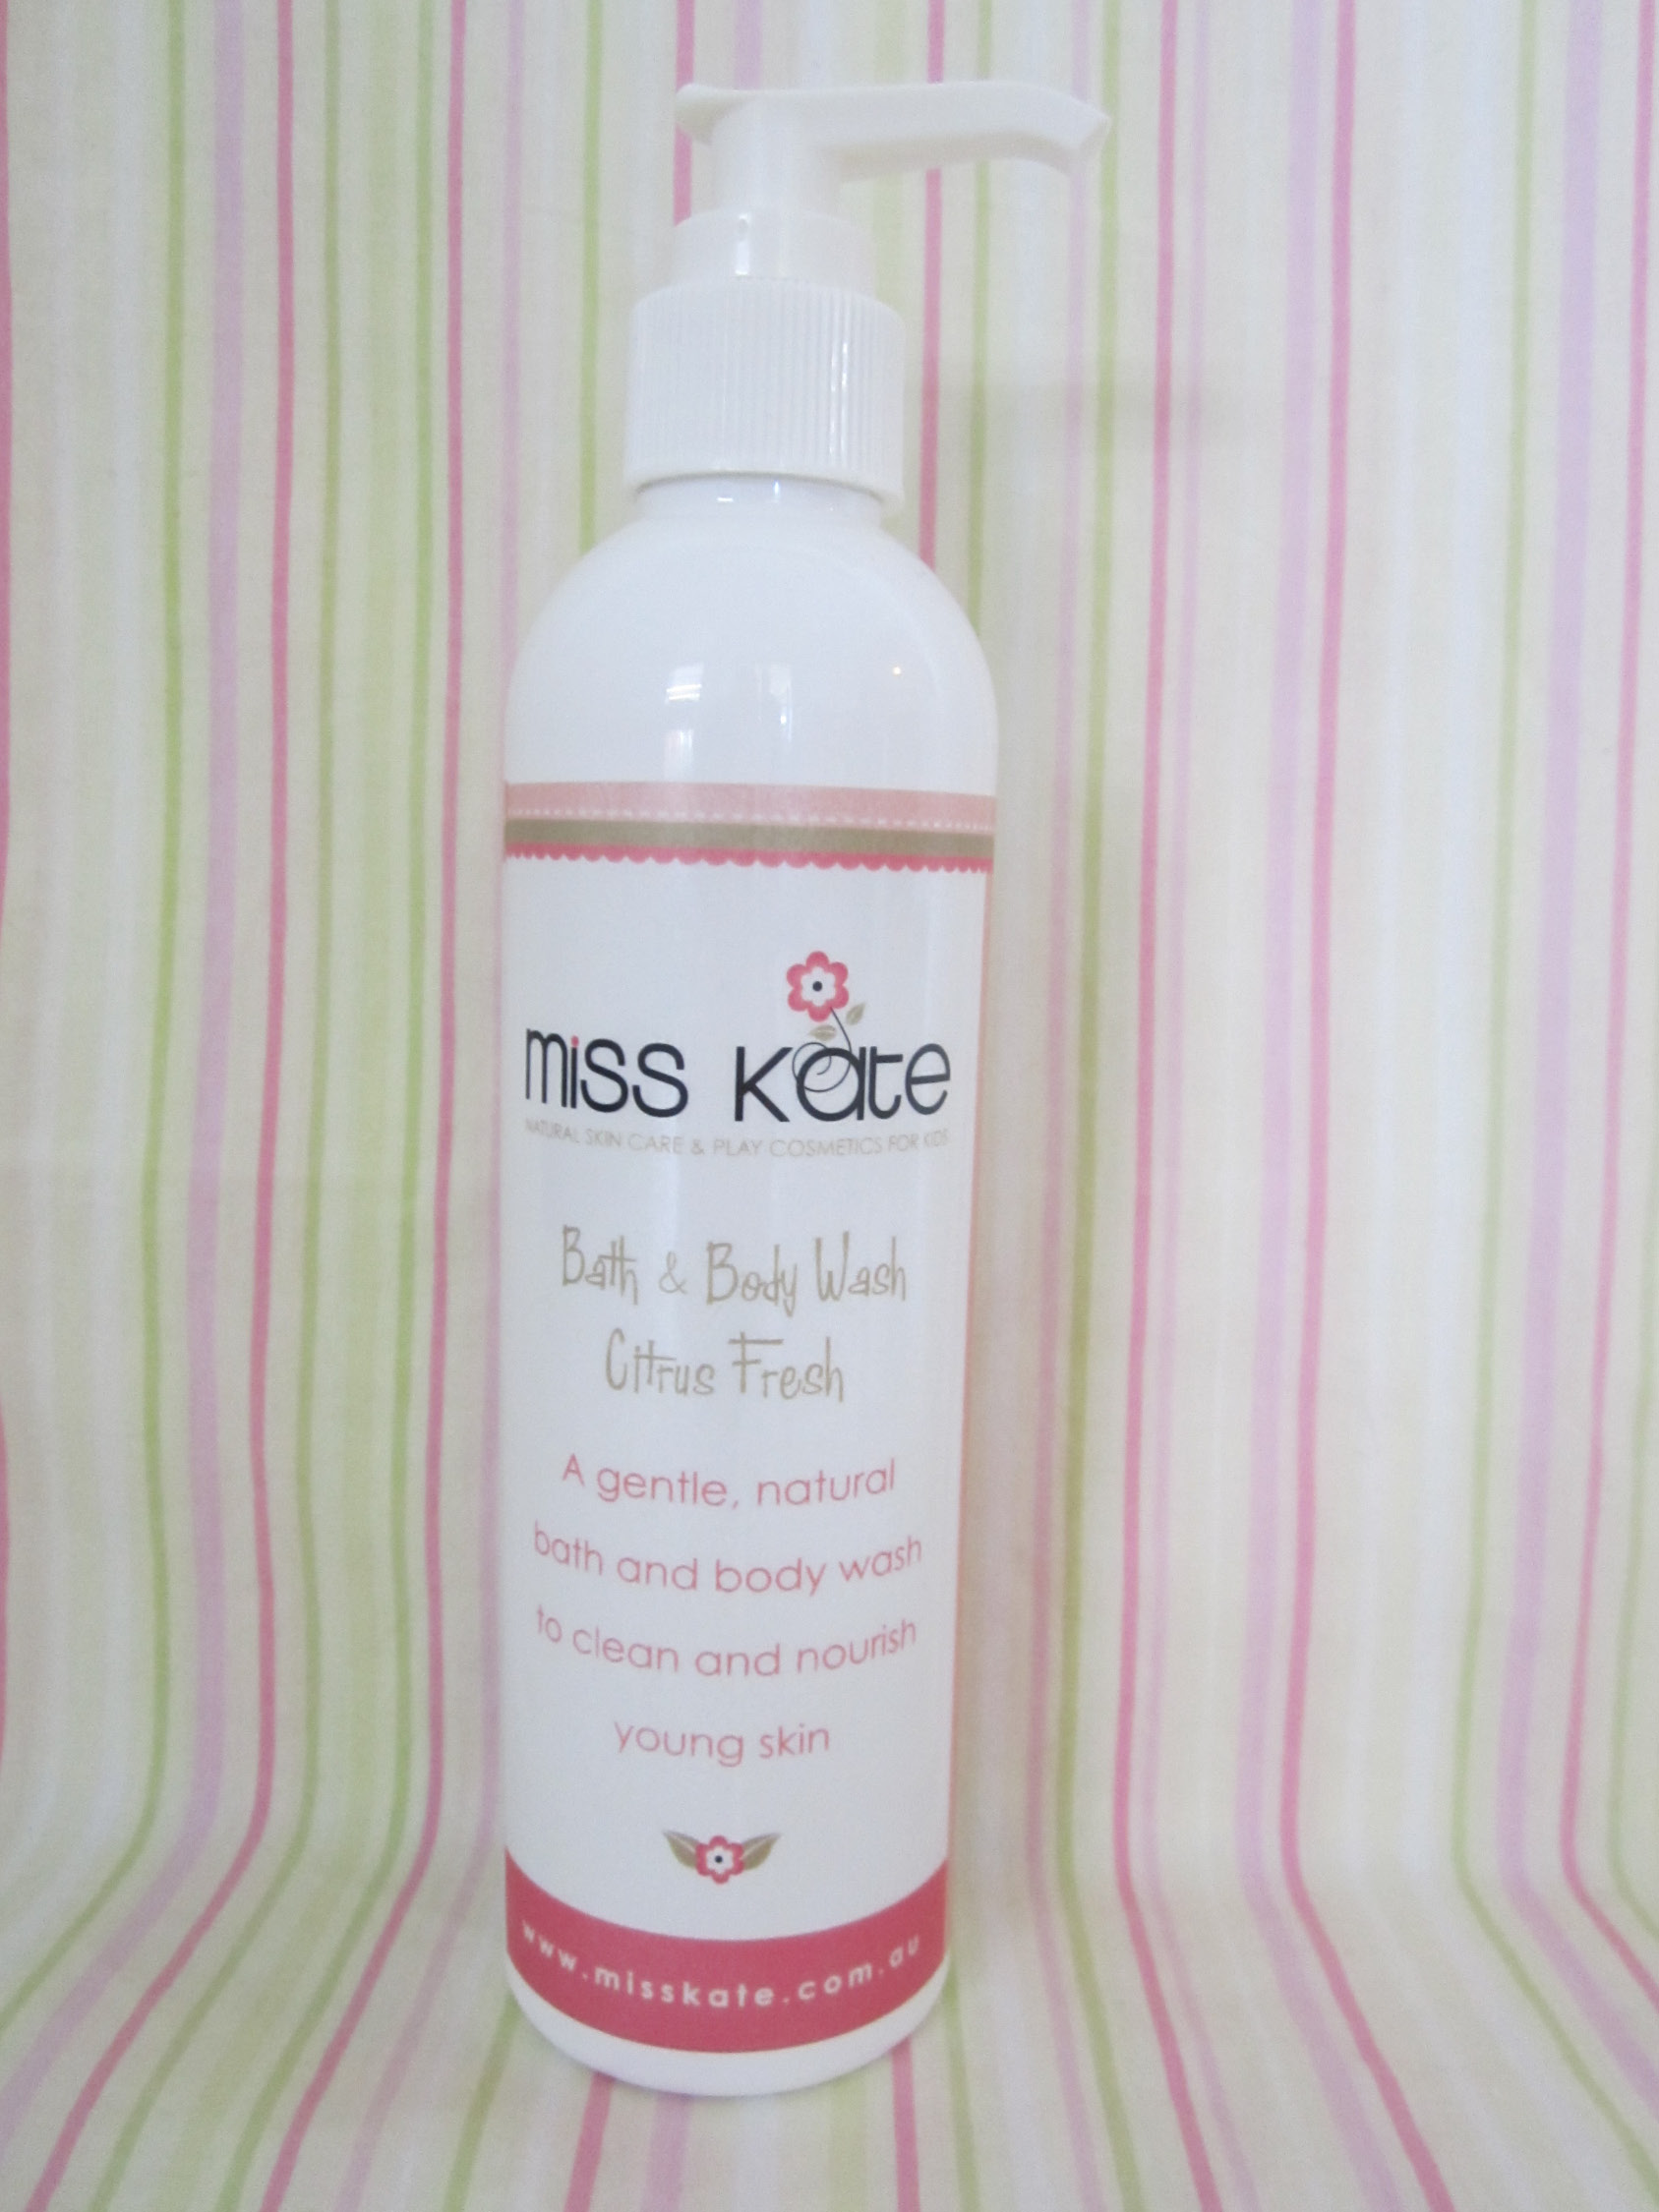 miss kate
NATURAL SKIN CARE & PLAY COSMETICS FOR KIDS
Bath & Body Wash
Citrus Fresh
A gentle, natural
bath and body wash
to clean and nourish
young skin
www.misskate.com.au